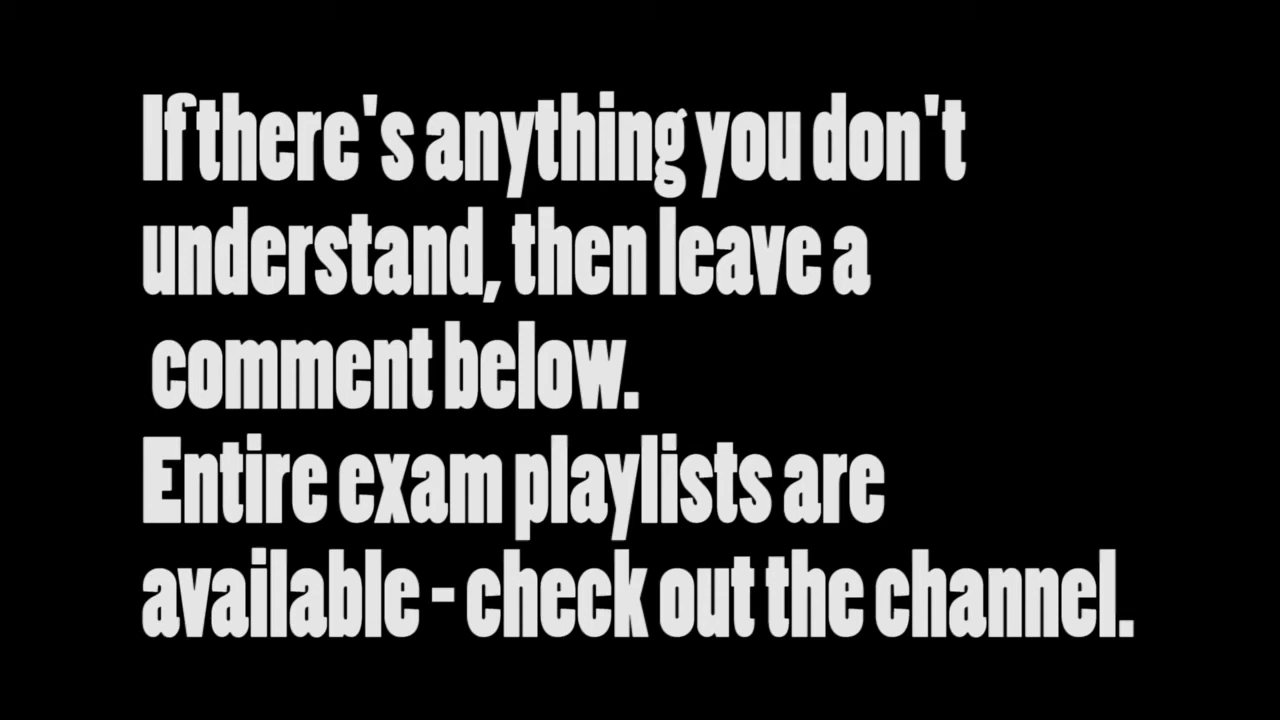 If there's anything you don't
understand, then leave a
comment below.
Entire exam playlists are
available - check out the channel.